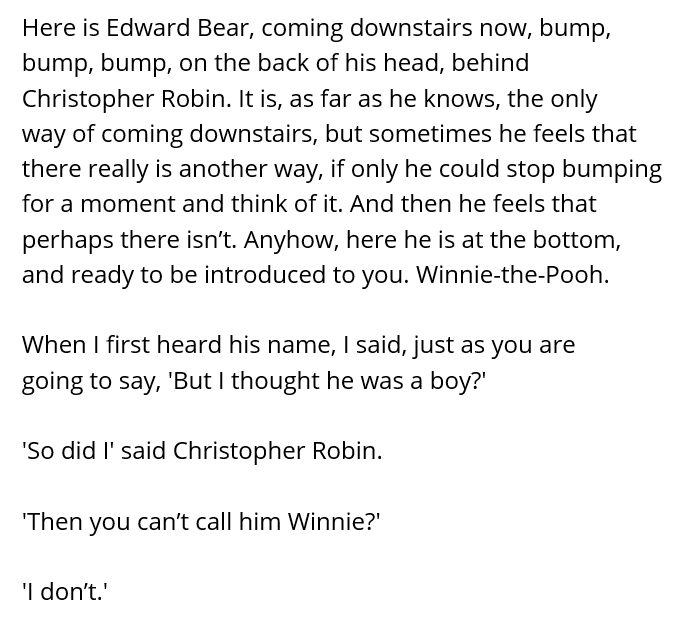 Here is Edward Bear, coming downstairs now, bump,
bump, bump, on the back of his head, behind
Christopher Robin. It is, as far as he knows, the only
way of coming downstairs, but sometimes he feels that
there really is another way, if only he could stop bumping
for a moment and think of it. And then he feels that
perhaps there isn’t. Anyhow, here he is at the bottom,
and ready to be introduced to you. Winnie-the-Pooh.
When I first heard his name, I said, just as you are
going to say, 'But I thought he was a boy?'
'So did I' said Christopher Robin.
'Then you can’t call him Winnie?'
'I don’t.'